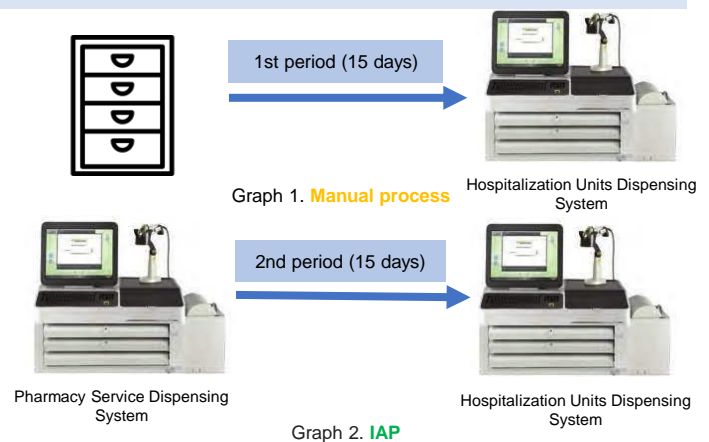 1st period (15 days)
Graph 1. Manual process
Hospitalization Units Dispensing
System
2nd period (15 days)
Pharmacy Service Dispensing
System
Hospitalization Units Dispensing
System
Graph 2. IAP